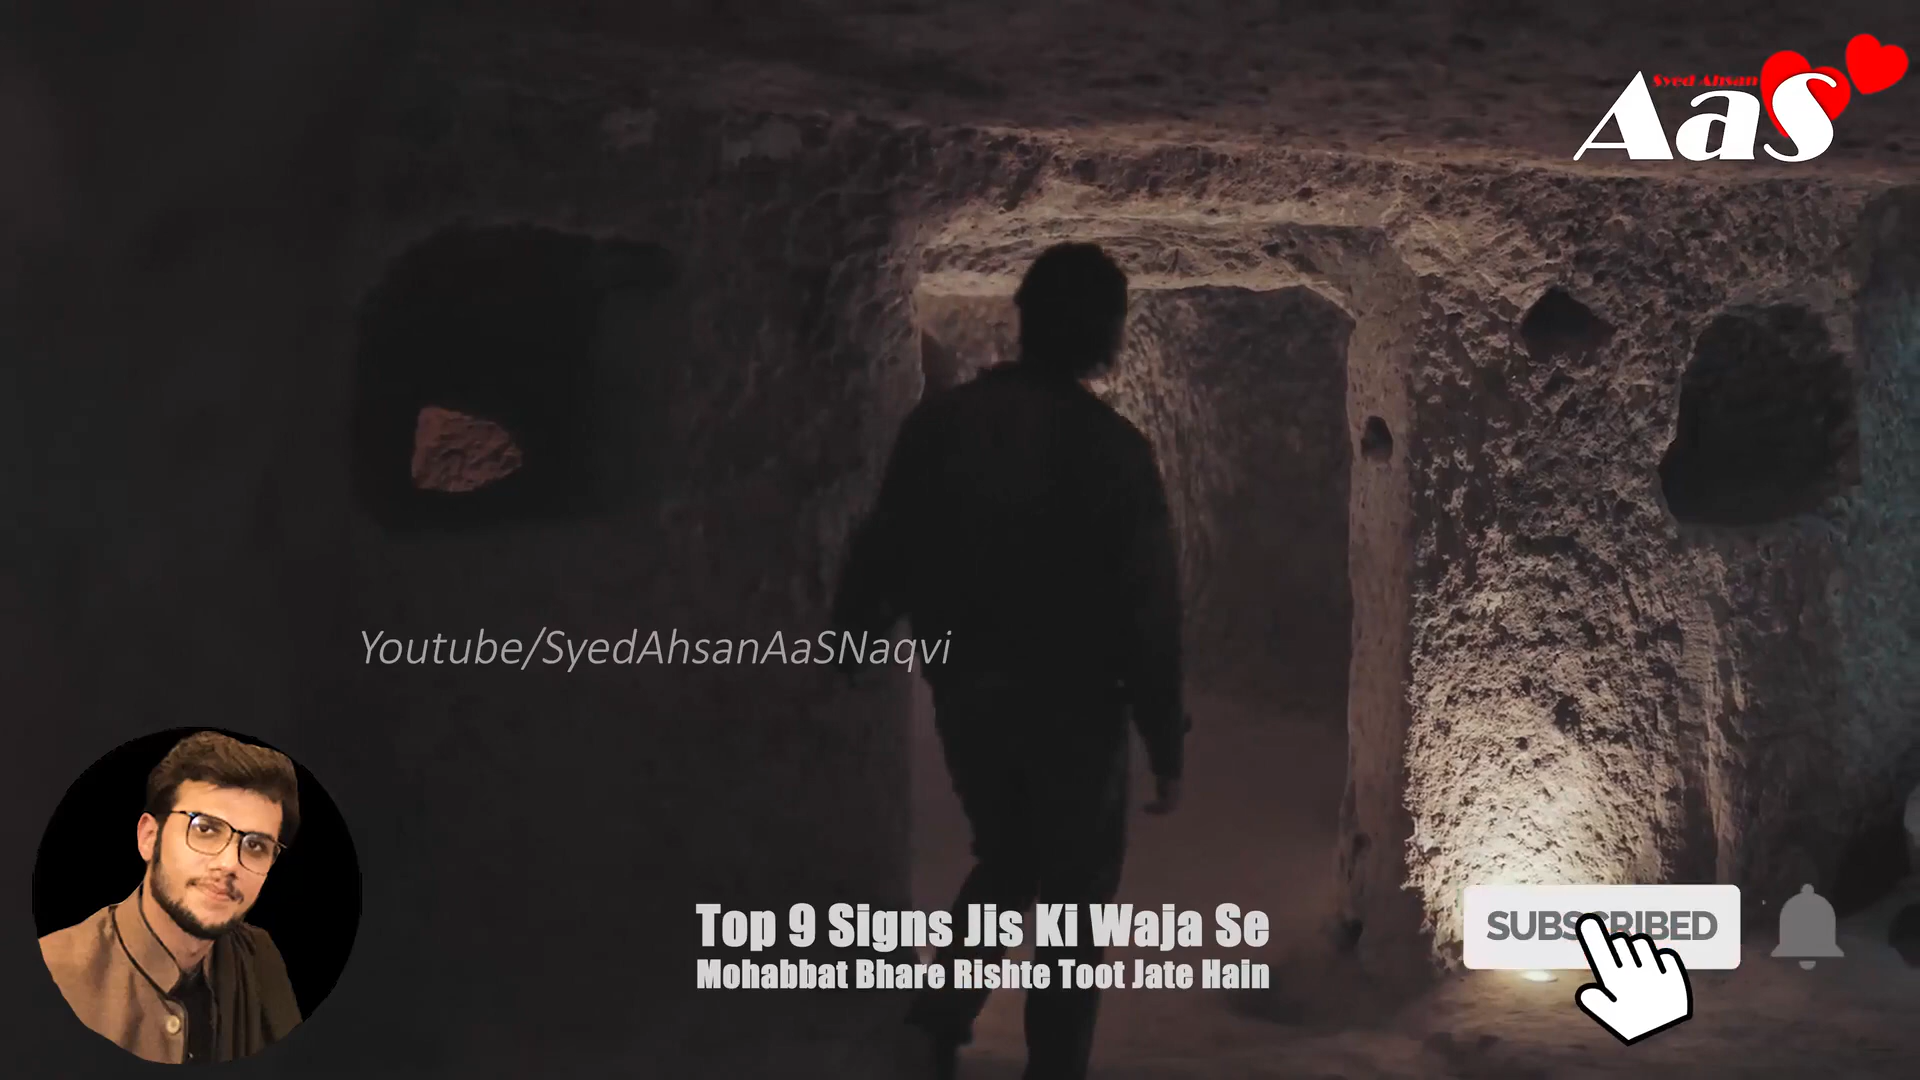 Syed Ahsan
AaS
Youtube/SyedAhsanAaSNaqvi
Top 9 Signs Jis Ki Waja Se
Mohabbat Bhare Rishte Toot Jate Hain
SUBSCRIBED